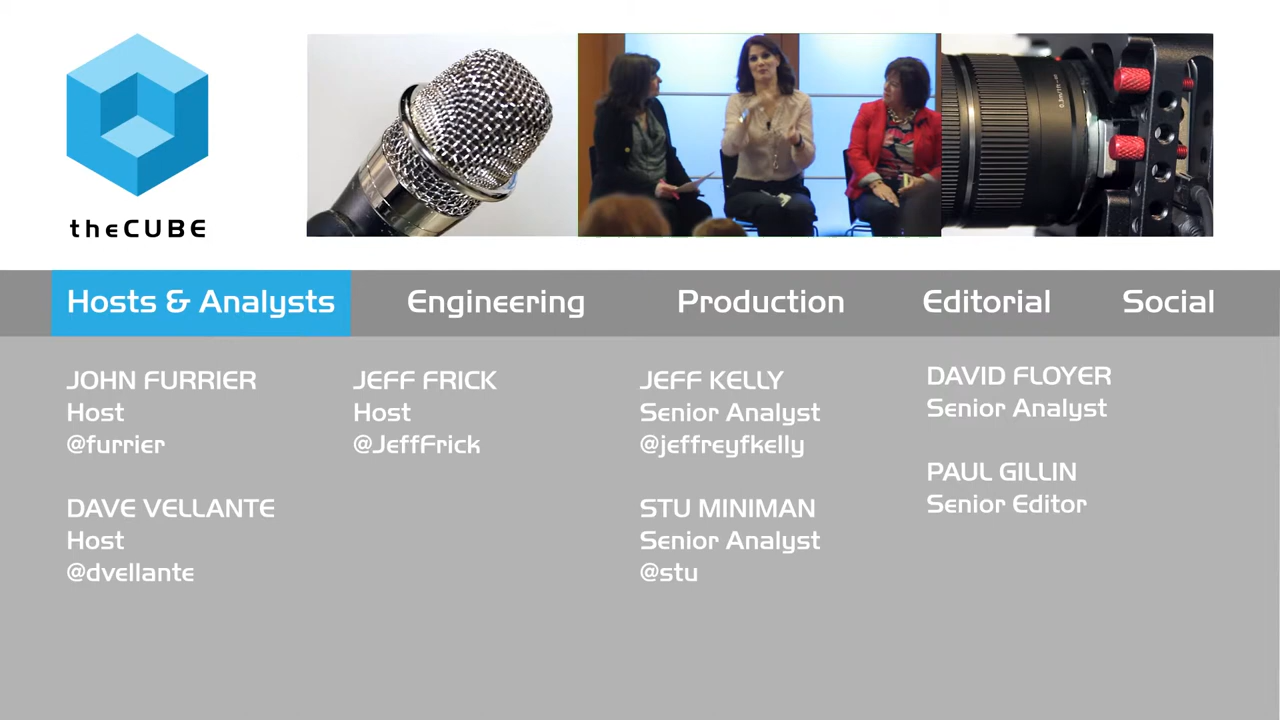 theCUBE
Hosts & Analysts
Engineering
Production
Editorial
Social
JOHN FURRIER
Host
@furrier
DAVE VELLANTE
Host
@dvellante
JEFF FRICK
Host
@JeffFrick
JEFF KELLY
Senior Analyst
@jeffreyfkelly
STU MINIMAN
Senior Analyst
@stu
DAVID FLOYER
Senior Analyst
PAUL GILLIN
Senior Editor